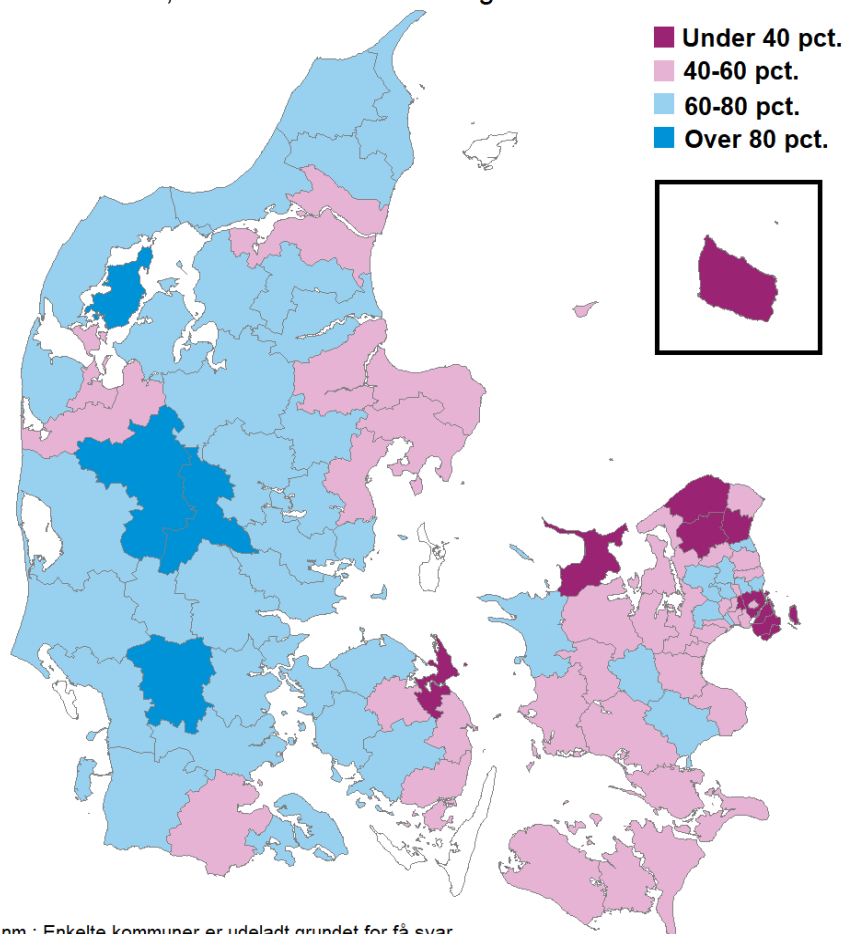 Under 40 pct.
40-60 pct.
60-80 pct.
Over 80 pct.
nm.: Enkelte kommuner er udeladt grundet for få svar